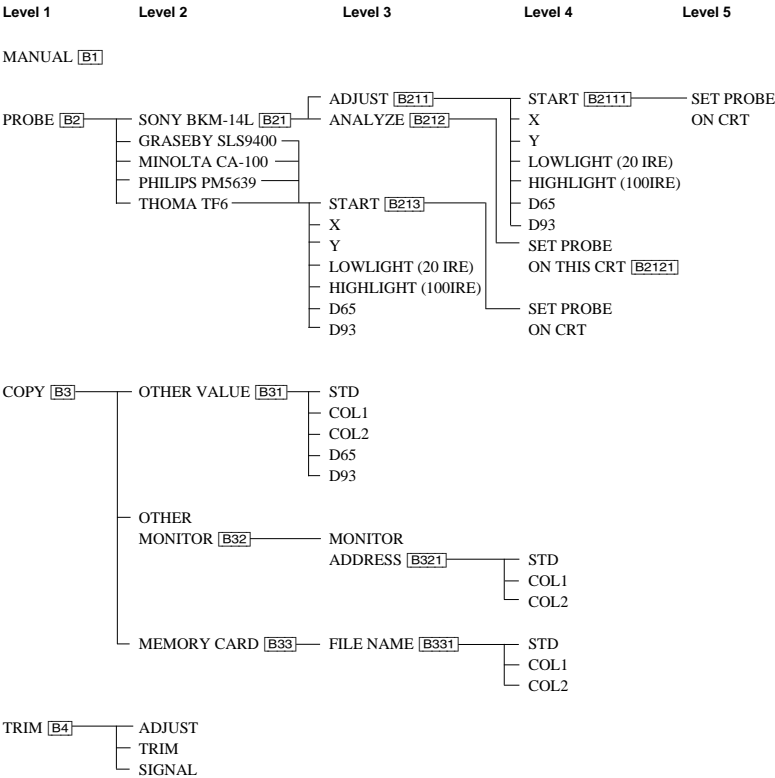 Level 1 Level 2 Level 3 Level 4 Level 5
MANUAL B1
ADJUST B211 START B2111 SET PROBE
PROBE B2 SONY BKM-14L B21 ANALYZE B212 X ON CRT
GRASEBY SLS9400 Y
MINOLTA CA-100 LOWLIGHT (20 IRE)
PHILIPS PM5639 HIGHLIGHT (100IRE)
THOMA TF6 START B213 D65
X D93
Y SET PROBE
LOWLIGHT (20 IRE) ON THIS CRT B2121
HIGHLIGHT (100IRE)
D65 SET PROBE
D93 ON CRT
COPY B3 OTHER VALUE B31 STD
COL1
COL2
D65
D93
OTHER
MONITOR B32 MONITOR
ADDRESS B321 STD
COL1
COL2
MEMORY CARD B33 FILE NAME B331 STD
COL1
COL2
TRIM B4 ADJUST
TRIM
SIGNAL